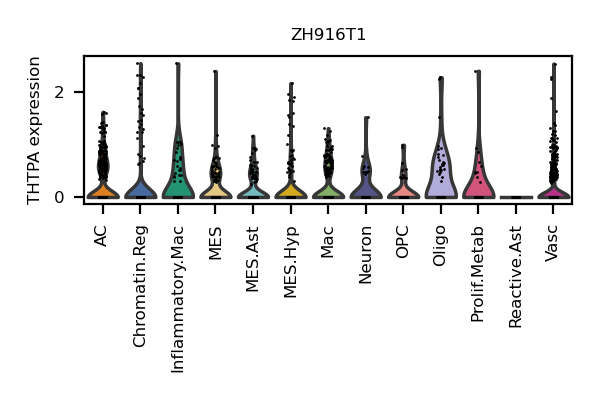 ZH916T1
THTPA expression
2
0
AC
Chromatin.Reg
Inflammatory.Mac
MES
MES.Ast
MES.Hyp
Mac
Neuron
OPC
Oligo
Prolif.Metab
Reactive.Ast
Vasc